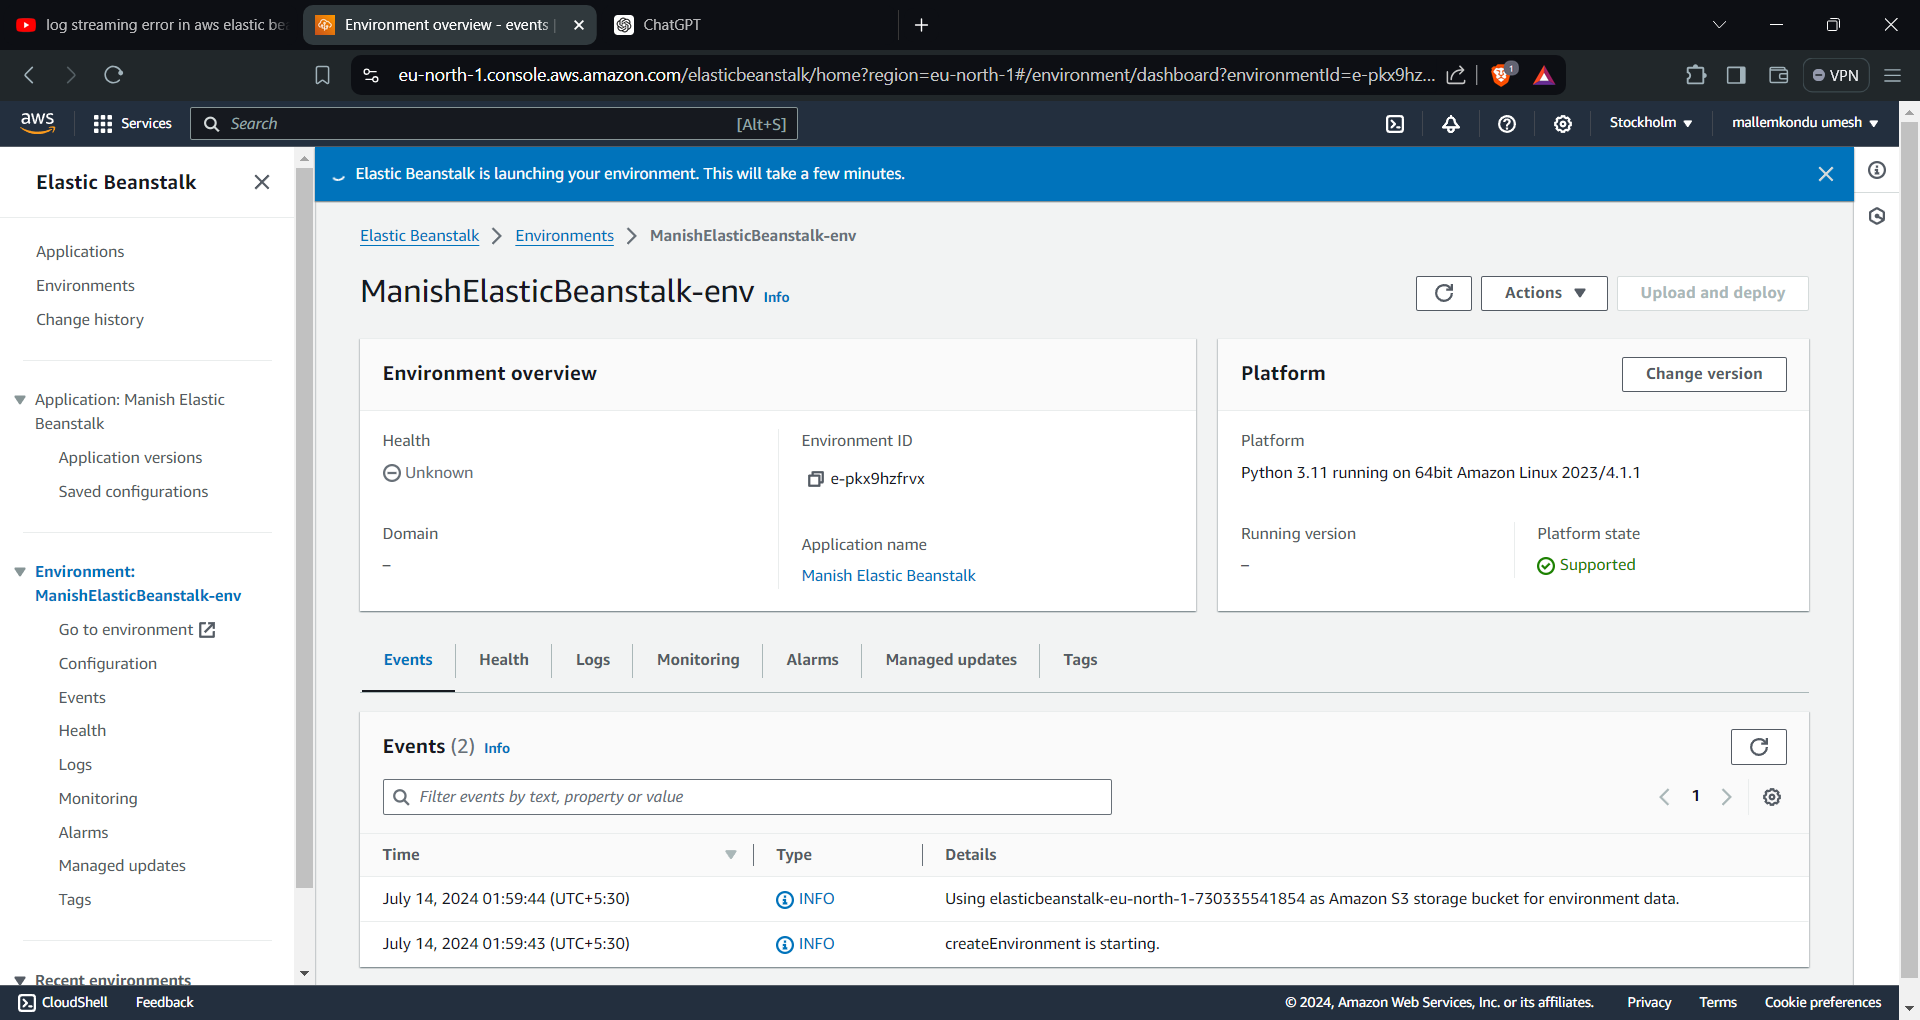 log streaming error in aws elastic be
Environment overview - events
ChatGPT
eu-north-1.console.aws.amazon.com/elasticbeanstalk/home?region=eu-north-1#/environment/dashboard?environmentId=e-pkx9hz...
1
VPN
aws
Services
Search
[Alt+S]
Stockholm
mallemkondu umesh
Elastic Beanstalk
Applications
Environments
Change history
Application: Manish Elastic
Beanstalk
Application versions
Saved configurations
Environment:
ManishElasticBeanstalk-env
Go to environment
Configuration
Events
Health
Logs
Monitoring
Alarms
Managed updates
Tags
Recent environments
Elastic Beanstalk is launching your environment. This will take a few minutes.
Elastic Beanstalk > Environments > ManishElasticBeanstalk-env
ManishElasticBeanstalk-env Info
Actions
Upload and deploy
Environment overview
Health
Unknown
Domain
–
Environment ID
e-pkx9hzfrvx
Application name
Manish Elastic Beanstalk
Platform
Change version
Platform
Python 3.11 running on 64bit Amazon Linux 2023/4.1.1
Running version
–
Platform state
Supported
Events
Health
Logs
Monitoring
Alarms
Managed updates
Tags
Events (2) Info
Filter events by text, property or value
1
Time Type Details
July 14, 2024 01:59:44 (UTC+5:30) INFO Using elasticbeanstalk-eu-north-1-730335541854 as Amazon S3 storage bucket for environment data.
July 14, 2024 01:59:43 (UTC+5:30) INFO createEnvironment is starting.
CloudShell
Feedback
© 2024, Amazon Web Services, Inc. or its affiliates.
Privacy
Terms
Cookie preferences